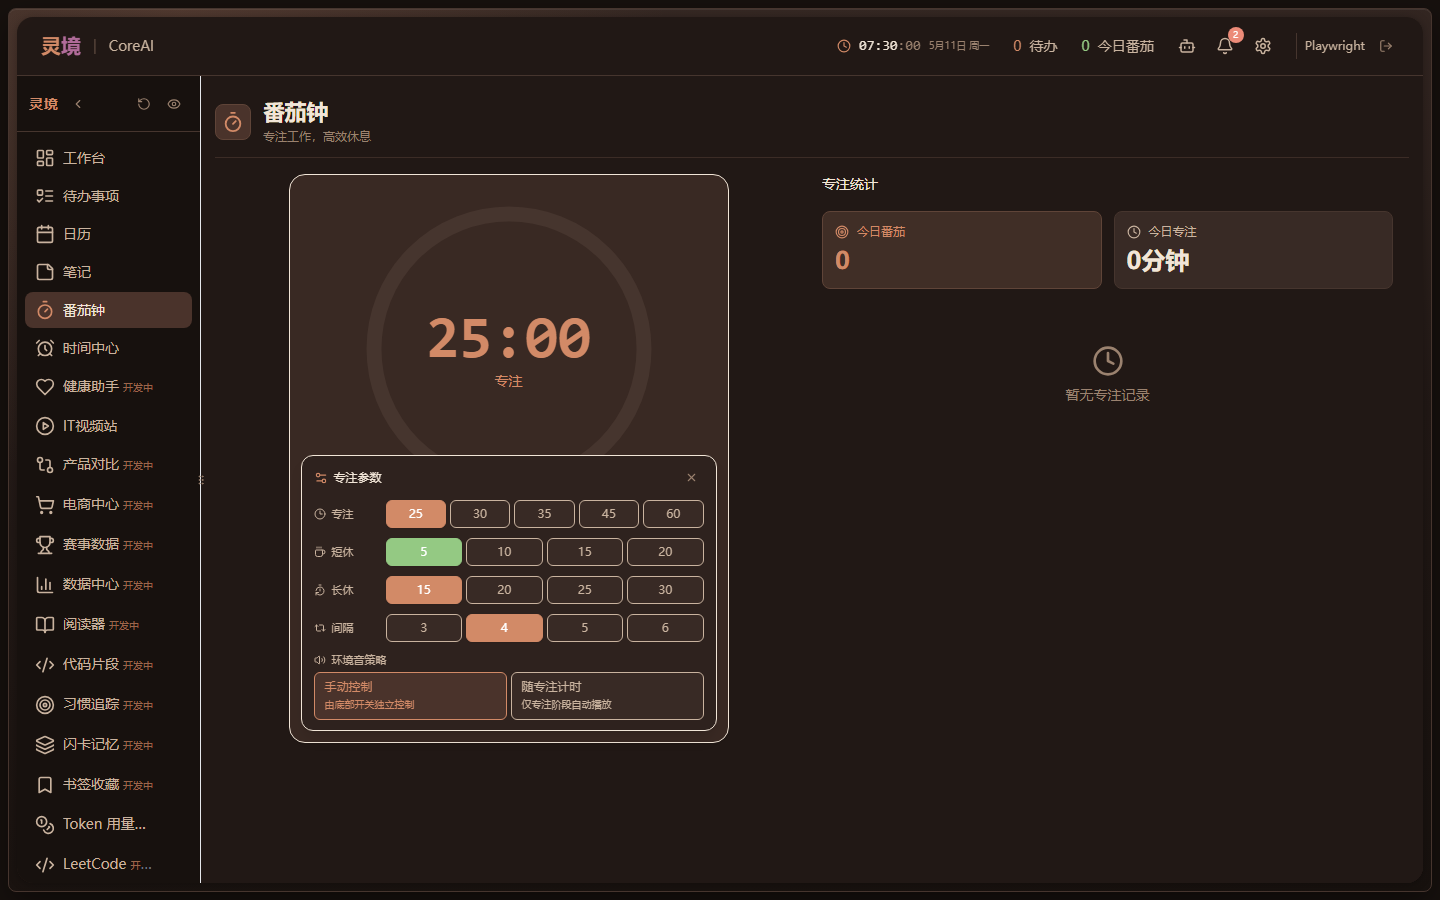 灵境 | CoreAI
07:30:00 5月11日 周一
0 待办
0 今日番茄
2
Playwright
灵境
工作台
待办事项
日历
笔记
番茄钟
时间中心
健康助手 开发中
IT视频站
产品对比 开发中
电商中心 开发中
赛事数据 开发中
数据中心 开发中
阅读器 开发中
代码片段 开发中
习惯追踪 开发中
闪卡记忆 开发中
书签收藏 开发中
Token 用量...
LeetCode 开...
番茄钟
专注工作，高效休息
25:00
专注
专注参数
专注 25 30 35 45 60
短休 5 10 15 20
长休 15 20 25 30
间隔 3 4 5 6
环境音策略
手动控制
由底部开关独立控制
随专注计时
仅专注阶段自动播放
专注统计
今日番茄
0
今日专注
0分钟
暂无专注记录